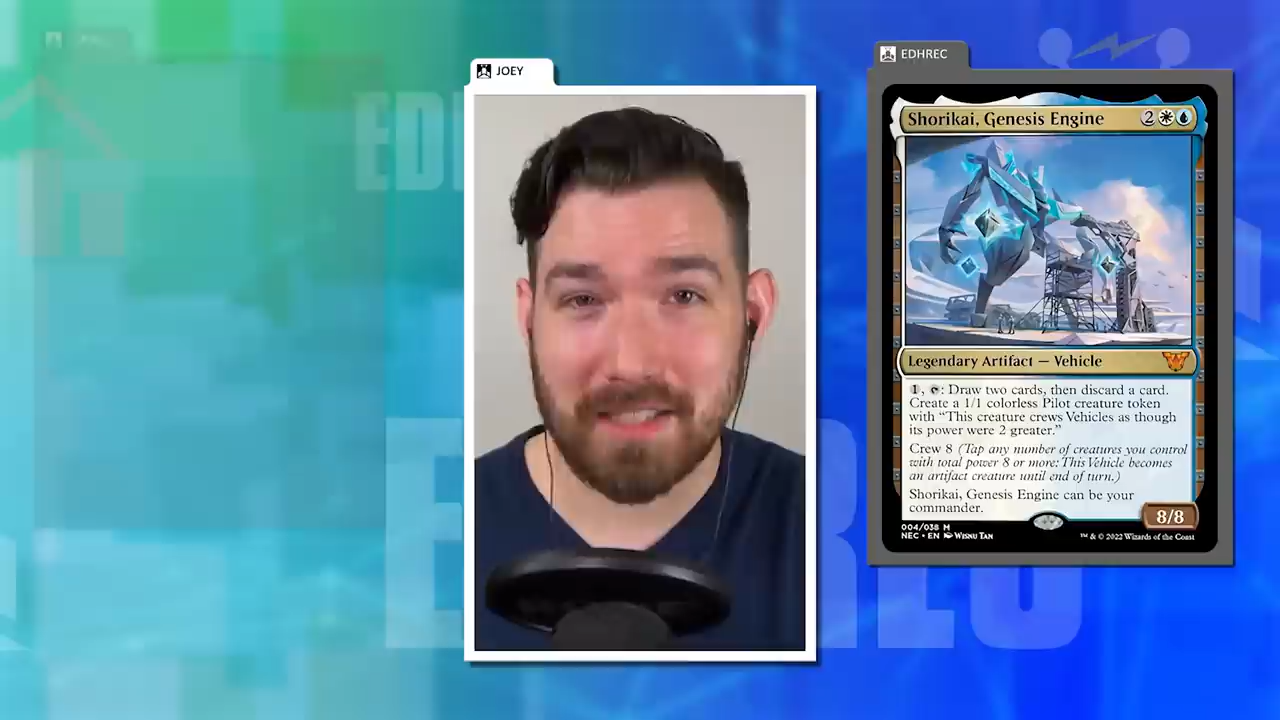 JOEY
EDHREC
Shorikai, Genesis Engine 2
Legendary Artifact — Vehicle
1, : Draw two cards, then discard a card.
Create a 1/1 colorless Pilot creature token
with “This creature crews Vehicles as though
its power were 2 greater.”
Crew 8 (Tap any number of creatures you control
with total power 8 or more: This Vehicle becomes
an artifact creature until end of turn.)
Shorikai, Genesis Engine can be your
commander.
8/8
004/038 M
NEC • EN Wisnu Tan
™ & © 2022 Wizards of the Coast